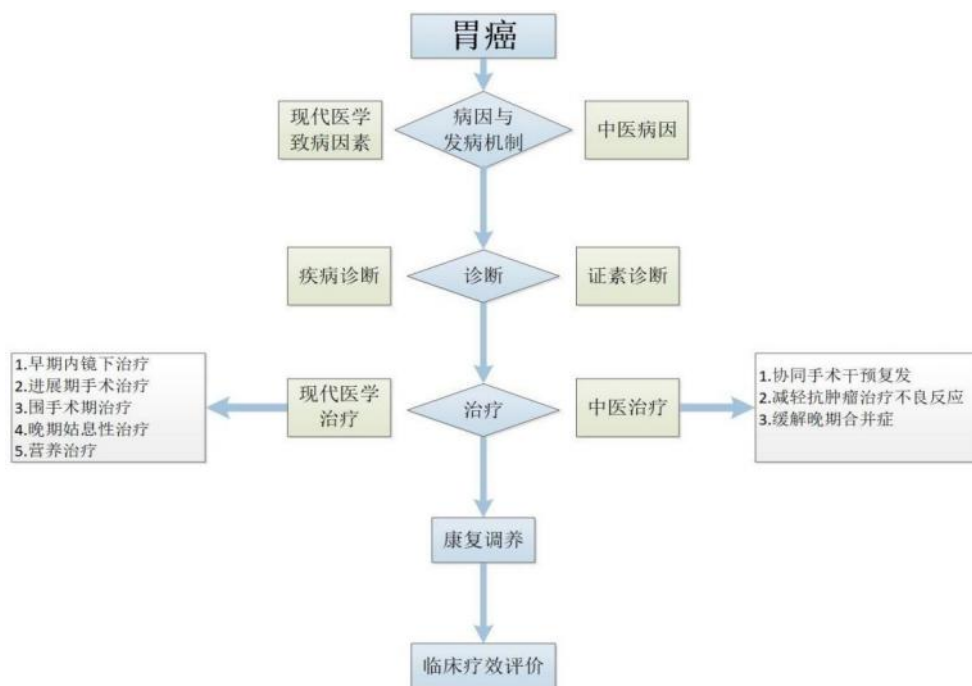 胃癌
现代医学
致病因素
病因与
发病机制
中医病因
疾病诊断
诊断
证素诊断
1.早期内镜下治疗
2.进展期手术治疗
3.围手术期治疗
4.晚期姑息性治疗
5.营养治疗
现代医学
治疗
治疗
中医治疗
1.协同手术干预复发
2.减轻抗肿瘤治疗不良反应
3.缓解晚期合并症
康复调养
临床疗效评价